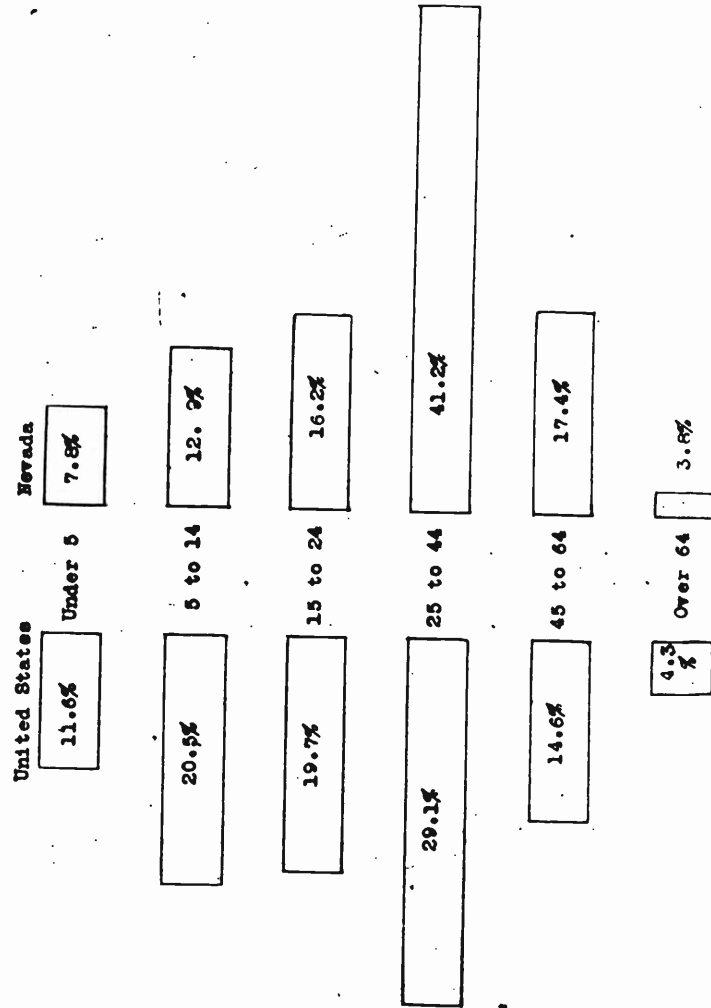 United States Nevada
11.6% Under 5 7.8%
20.5% 5 to 14 12. 9%
19.7% 15 to 24 16.2%
29.1% 25 to 44 41.2%
14.6% 45 to 64 17.4%
4.3 % Over 64 3.8%